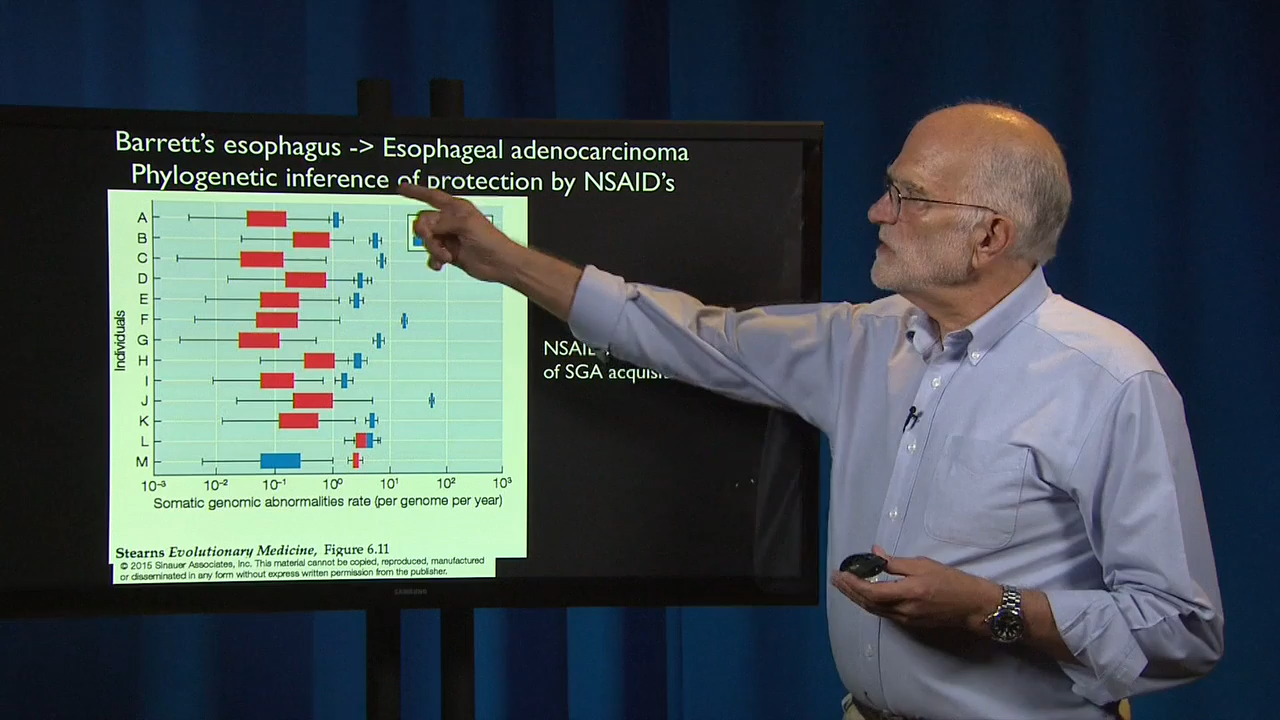 Barrett's esophagus -> Esophageal adenocarcinoma
Phylogenetic inference of protection by NSAID's
A
B
C
D
E
F
G
H
I
J
K
L
M
Individuals
10⁻³ 10⁻² 10⁻¹ 10⁰ 10¹ 10² 10³
Somatic genomic abnormalities rate (per genome per year)
NSAID
of SGA
Stearns Evolutionary Medicine, Figure 6.11
© 2015 Sinauer Associates, Inc. This material cannot be copied, reproduced, manufactured
or disseminated in any form without express written permission from the publisher.
SAMSUNG